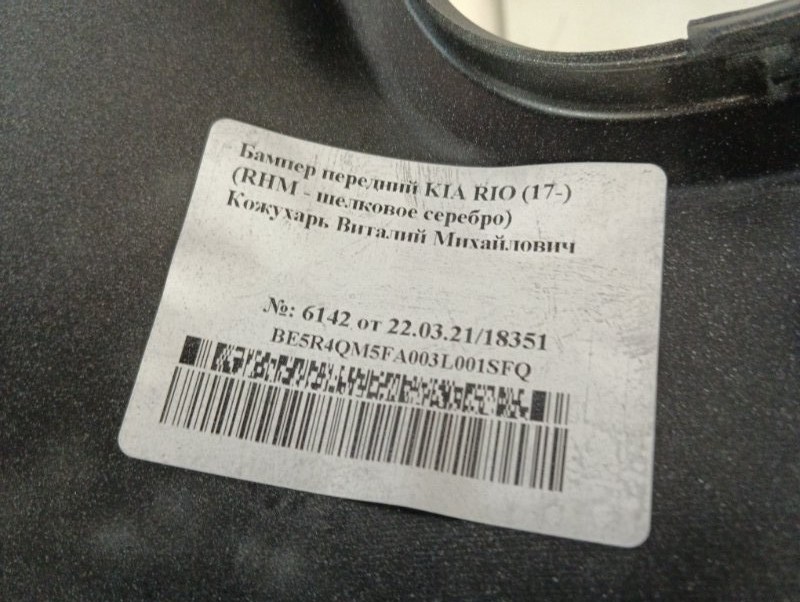 Бампер передний KIA RIO (17-)
(RHM - шелковое серебро)
Кожухарь Виталий Михайлович
№: 6142 от 22.03.21/18351
BE5R4QM5FA003L001SFQ